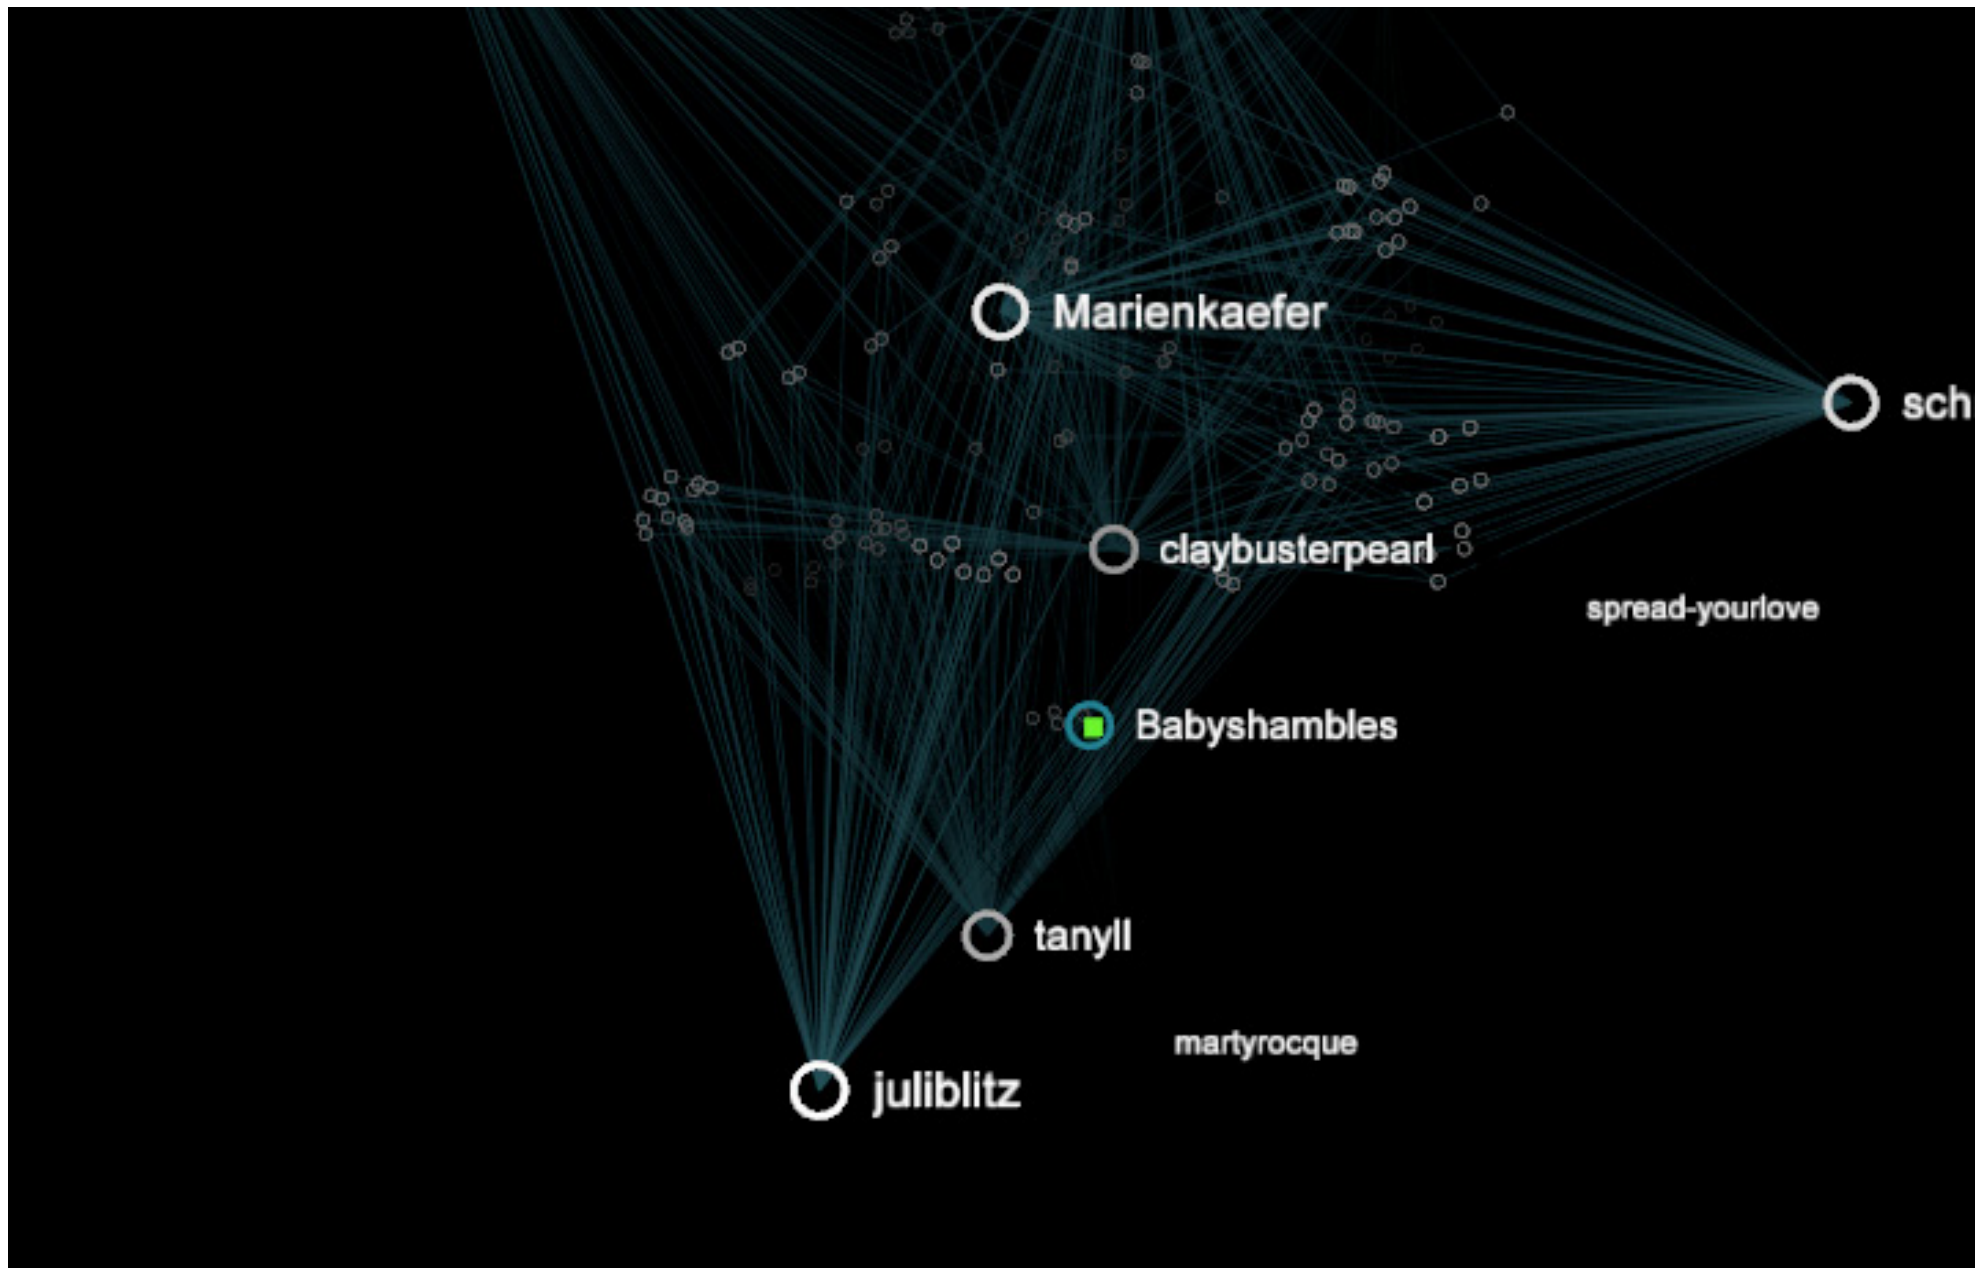 Marienkaefer
sch
claybusterpearl
spread-yourlove
Babyshambles
tanyll
martyrocque
juliblitz